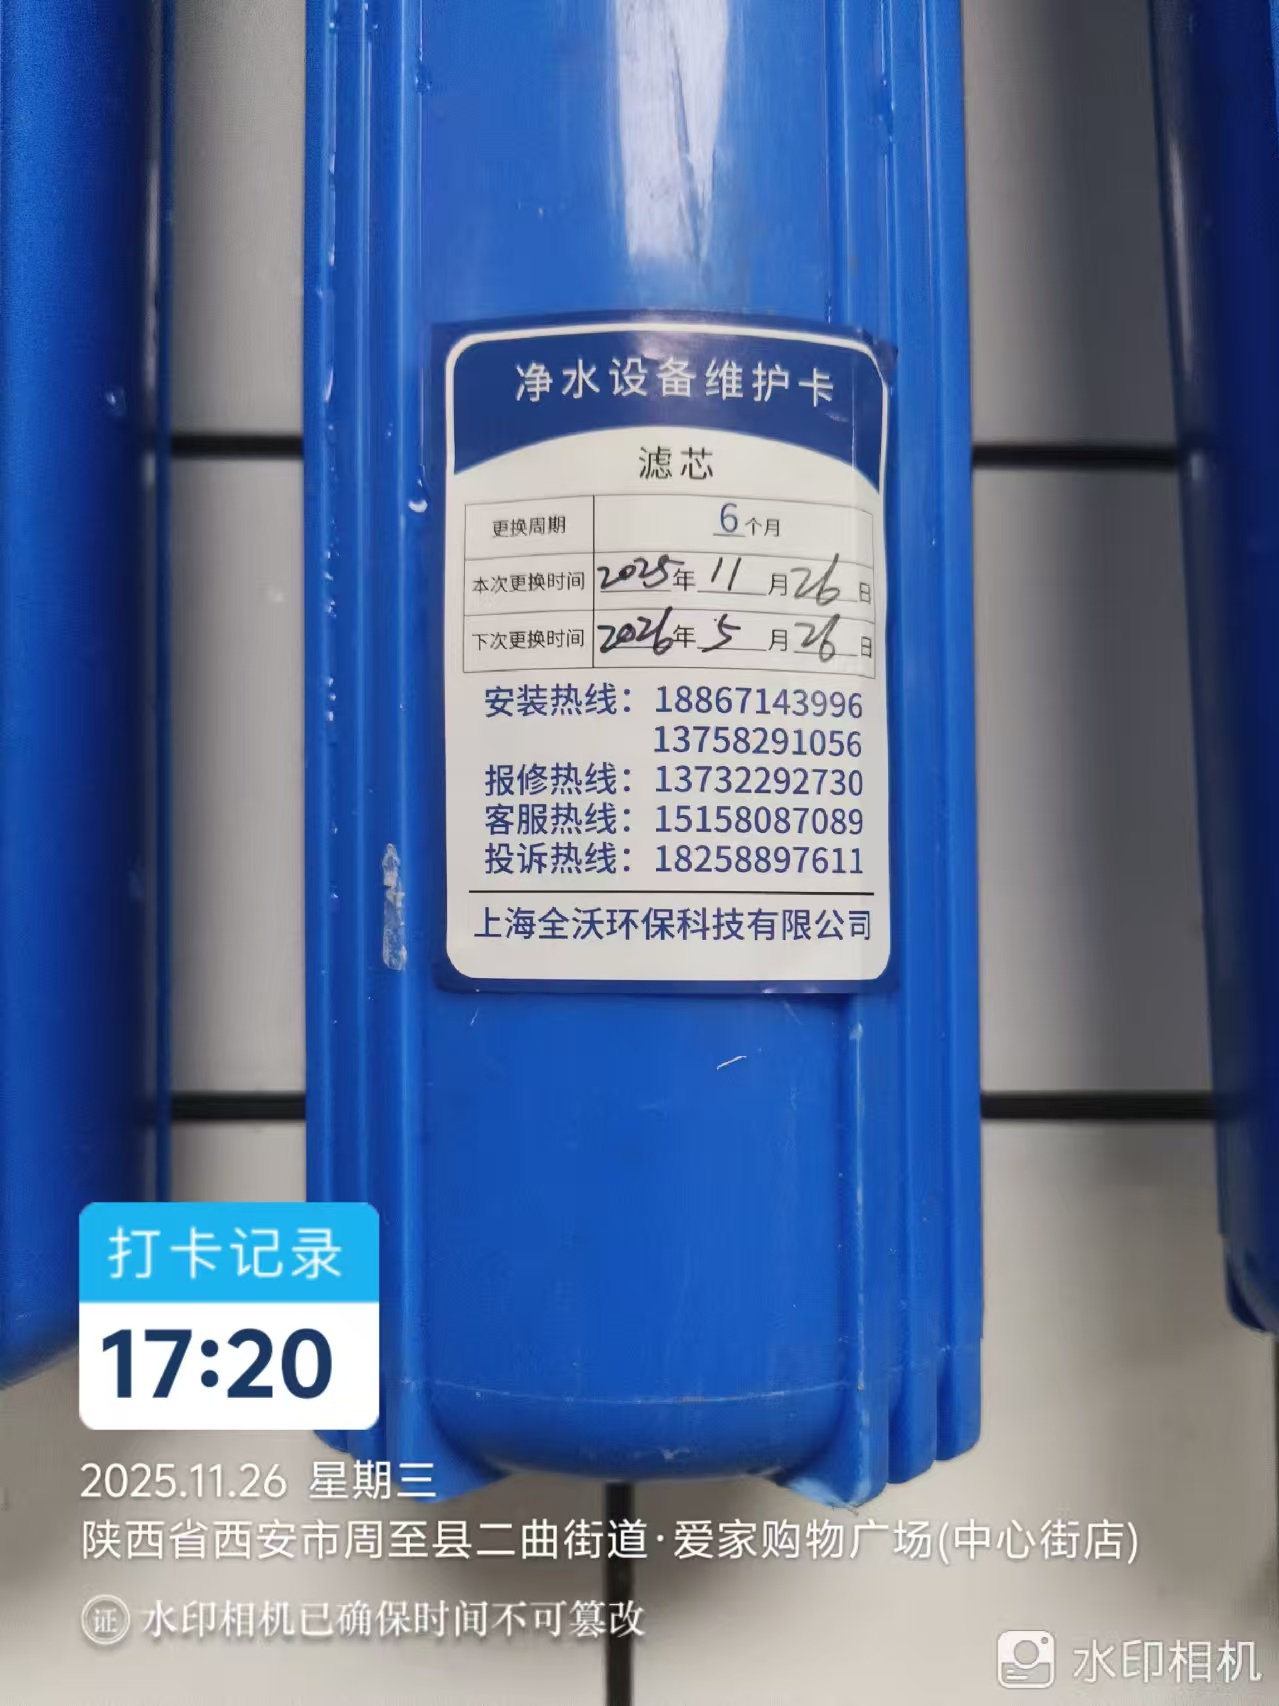 净水设备维护卡
滤芯
更换周期 6个月
本次更换时间 2025年11月26日
下次更换时间 2026年5月26日
安装热线：18867143996
13758291056
报修热线：13732292730
客服热线：15158087089
投诉热线：18258897611
上海全沃环保科技有限公司
打卡记录
17:20
2025.11.26 星期三
陕西省西安市周至县二曲街道·爱家购物广场(中心街店)
证 水印相机已确保时间不可篡改
水印相机